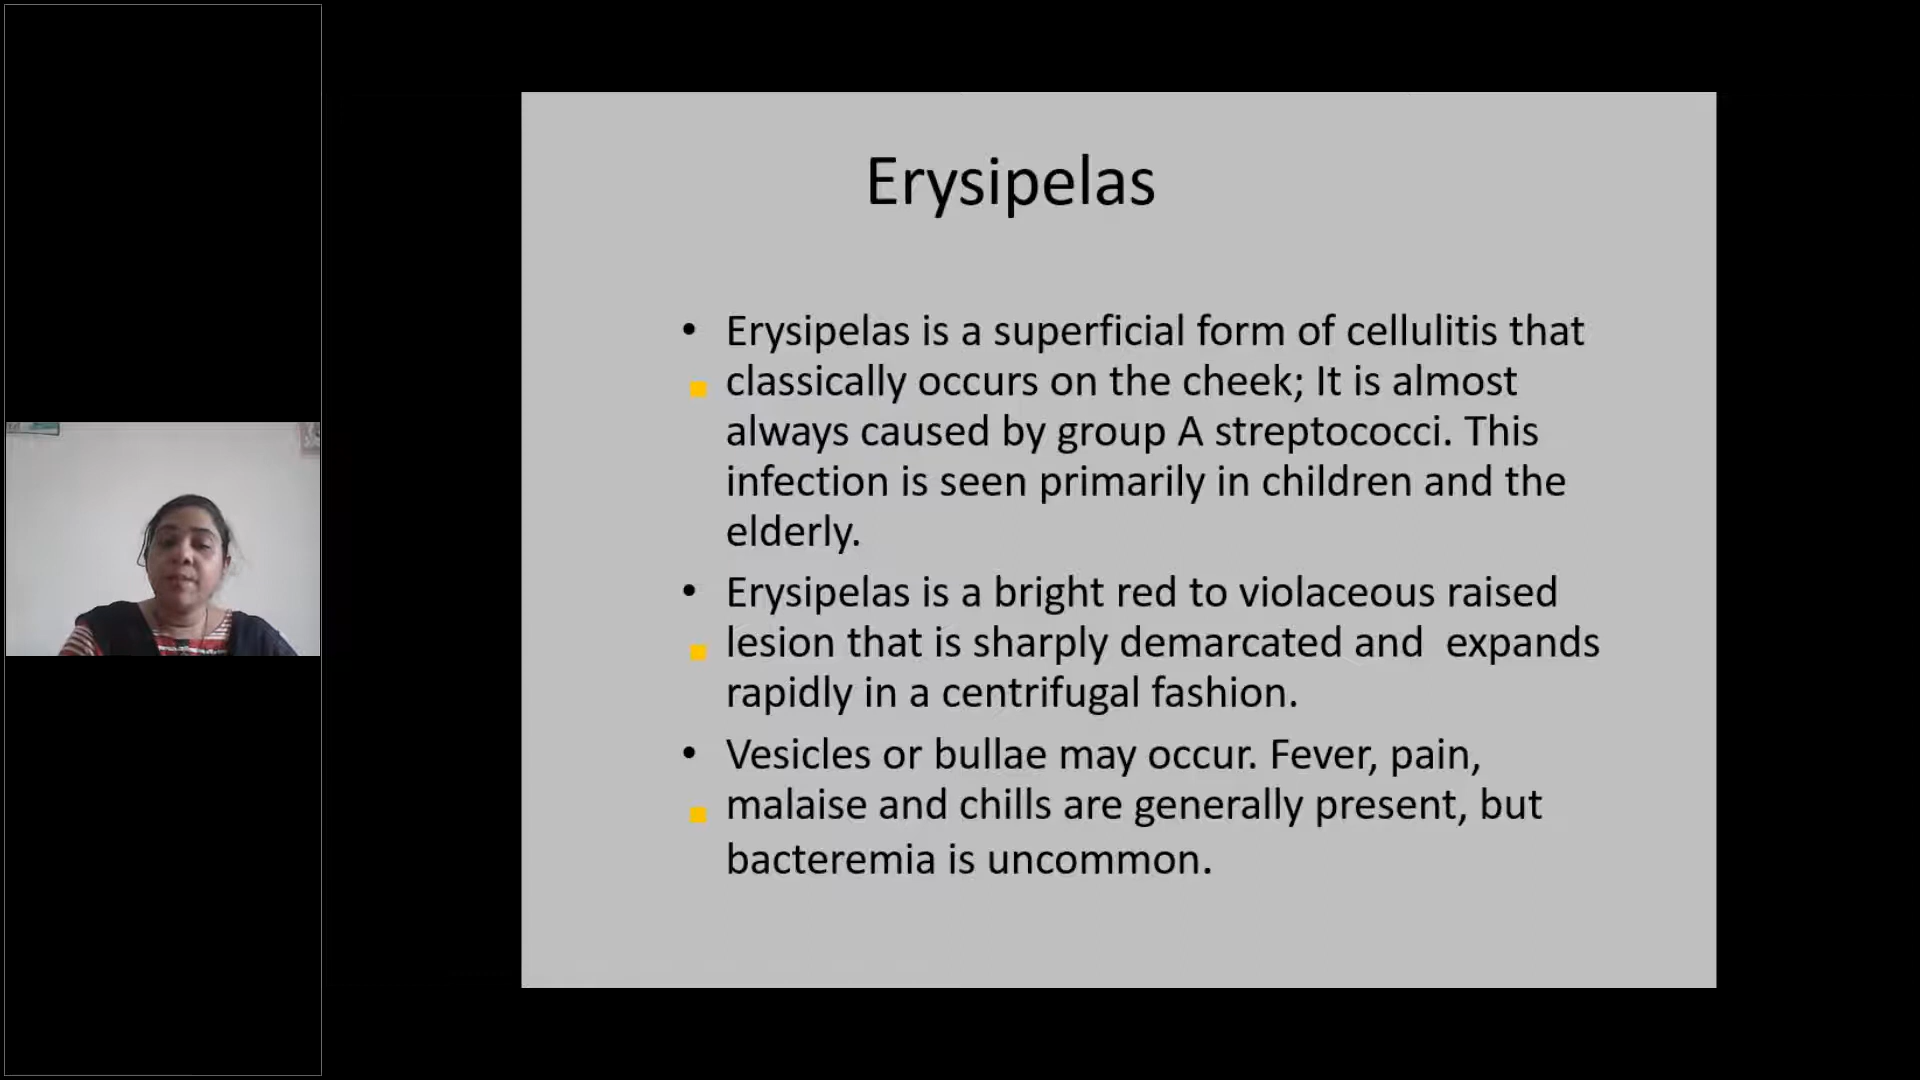 Erysipelas
• Erysipelas is a superficial form of cellulitis that
classically occurs on the cheek; It is almost
always caused by group A streptococci. This
infection is seen primarily in children and the
elderly.
• Erysipelas is a bright red to violaceous raised
lesion that is sharply demarcated and  expands
rapidly in a centrifugal fashion.
• Vesicles or bullae may occur. Fever, pain,
malaise and chills are generally present, but
bacteremia is uncommon.